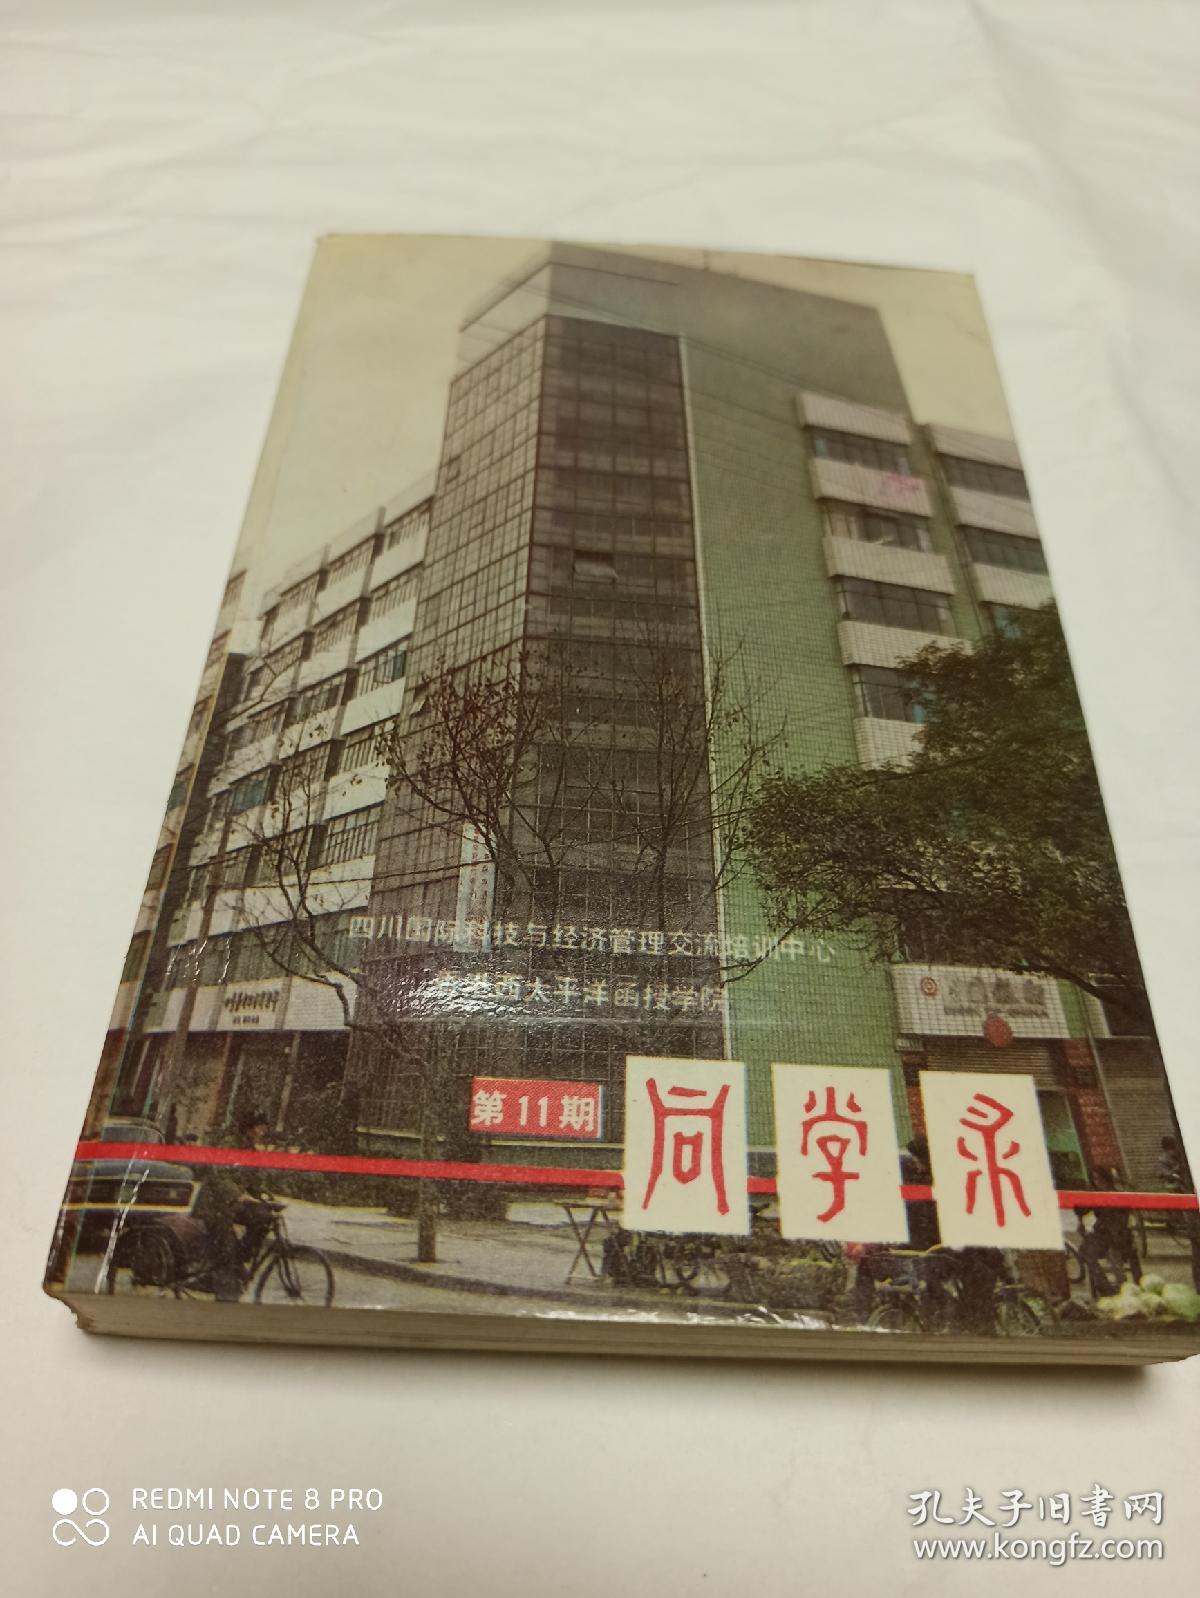 四川国际科技与经济管理交流培训中心
香港西太平洋函授学院
第11期
同学录
REDMI NOTE 8 PRO
AI QUAD CAMERA
孔夫子旧书网
www.kongfz.com